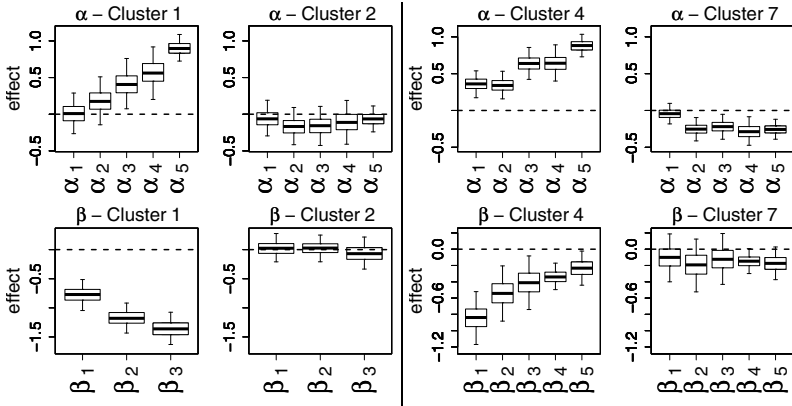 α – Cluster 1
α – Cluster 2
α – Cluster 4
α – Cluster 7
effect
1.0
0.5
-0.5
α1 α2 α3 α4 α5
1.0
0.5
-0.5
α1 α2 α3 α4 α5
effect
1.0
0.5
-0.5
α1 α2 α3 α4 α5
1.0
0.5
-0.5
α1 α2 α3 α4 α5
β – Cluster 1
β – Cluster 2
β – Cluster 4
β – Cluster 7
effect
-0.5
-1.5
β1 β2 β3
-0.5
-1.5
β1 β2 β3
effect
0.0
-0.6
-1.2
β1 β2 β3 β4 β5
0.0
-0.6
-1.2
β1 β2 β3 β4 β5